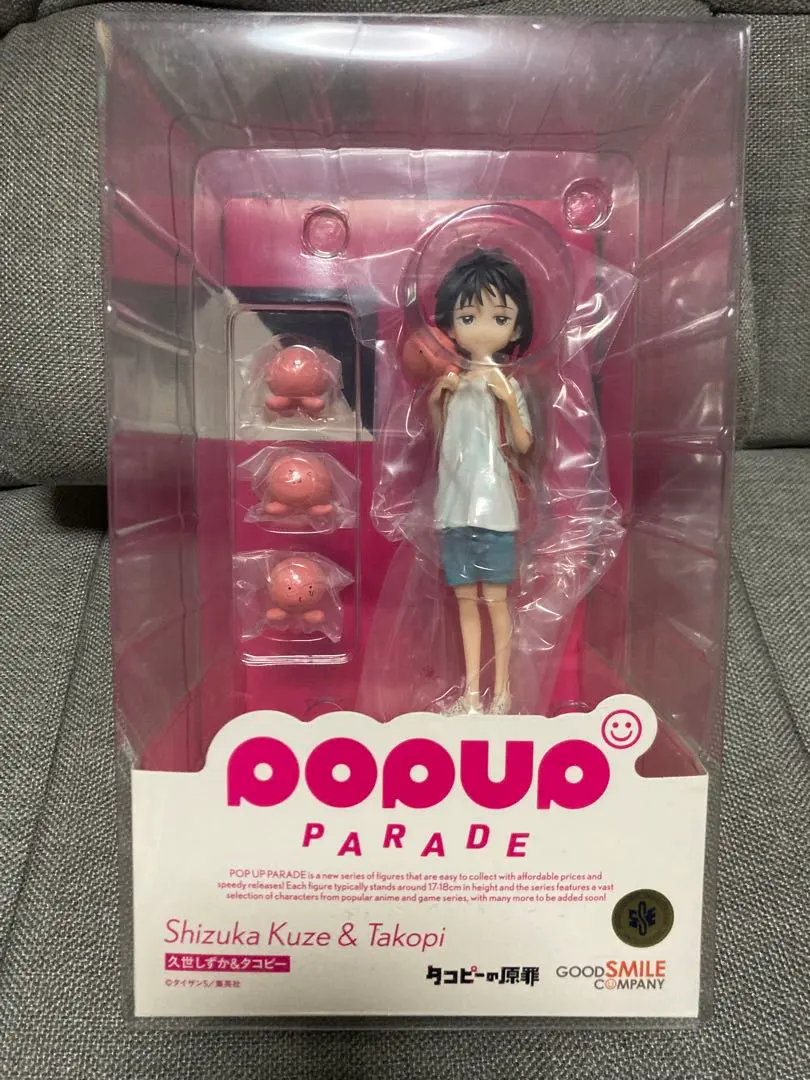 POPUP
PARADE
POP UP PARADE is a new series of figures that are easy to collect with affordable prices and
speedy releases! Each figure typically stands around 17-18cm in height and the series features a vast
selection of characters from popular anime and game series, with many more to be added soon!
Shizuka Kuze & Takopi
久世しずか&タコピー
©タイザン5／集英社
タコピーの原罪
GOOD SMILE
COMPANY